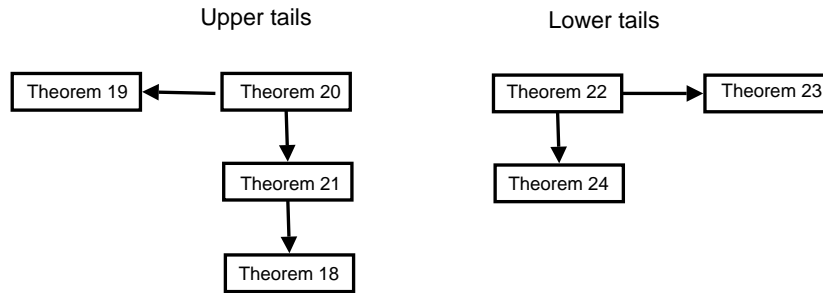 Upper tails
Lower tails
Theorem 19
Theorem 20
Theorem 22
Theorem 23
Theorem 21
Theorem 24
Theorem 18